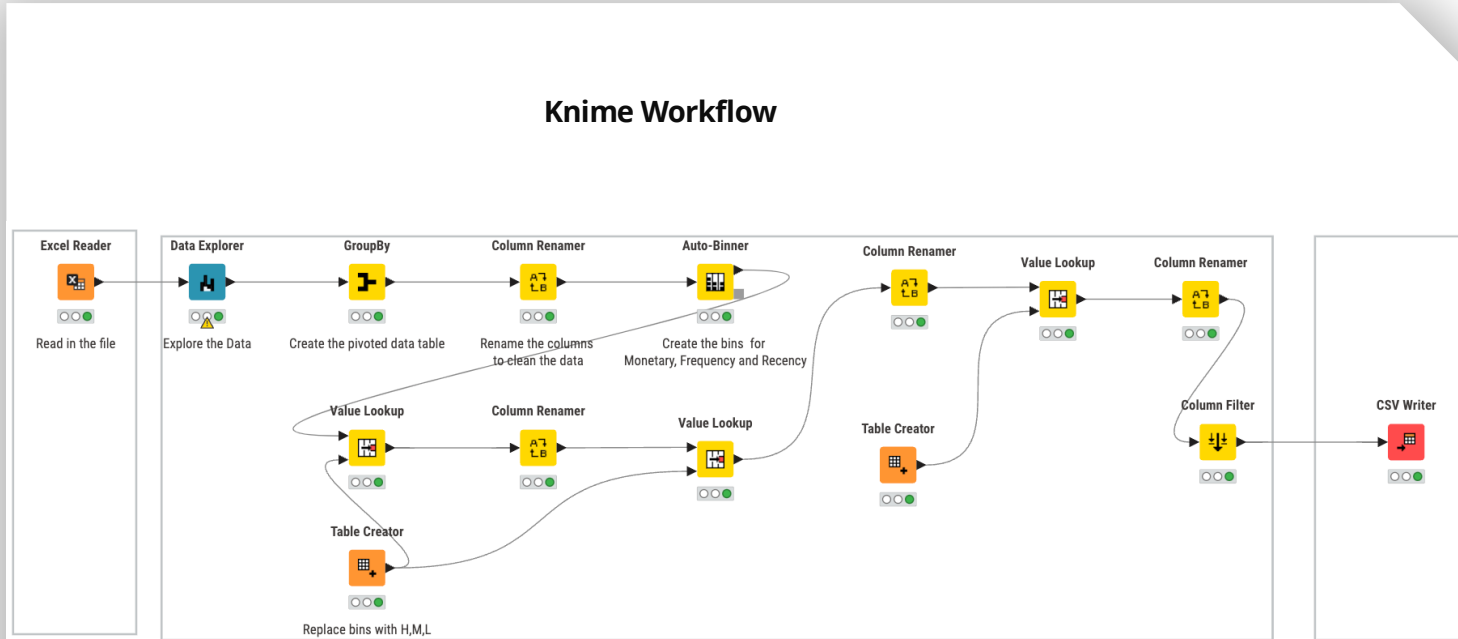 Knime Workflow
Excel Reader
Read in the file
Data Explorer
Explore the Data
GroupBy
Create the pivoted data table
Column Renamer
Rename the columns
to clean the data
Auto-Binner
Create the bins for
Monetary, Frequency and Recency
Value Lookup
Column Renamer
Value Lookup
Table Creator
Replace bins with H,M,L
Column Renamer
Value Lookup
Column Renamer
Table Creator
Column Filter
CSV Writer